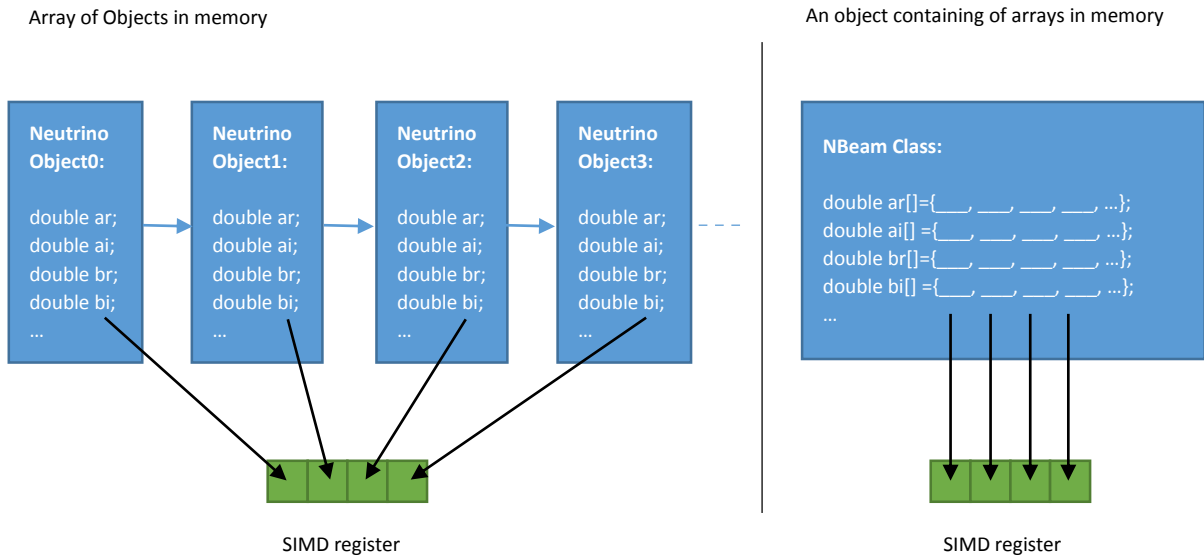 Array of Objects in memory
Neutrino
Object0:
double ar;
double ai;
double br;
double bi;
...
Neutrino
Object1:
double ar;
double ai;
double br;
double bi;
...
Neutrino
Object2:
double ar;
double ai;
double br;
double bi;
...
Neutrino
Object3:
double ar;
double ai;
double br;
double bi;
...
SIMD register
An object containing of arrays in memory
NBeam Class:
double ar[]={___, ___, ___, ___, ...};
double ai[] ={___, ___, ___, ___, ...};
double br[]={___, ___, ___, ___, ...};
double bi[] ={___, ___, ___, ___, ...};
...
SIMD register